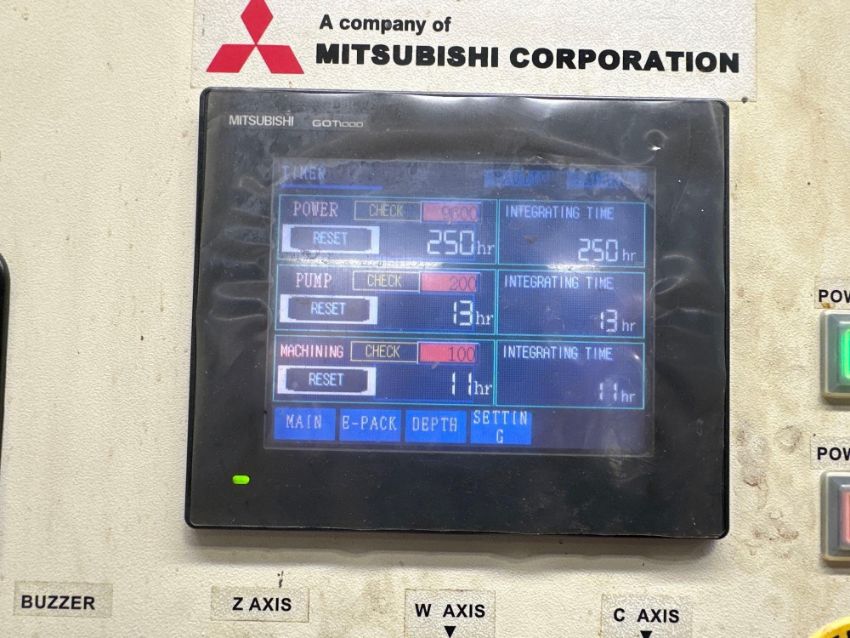 A company of
MITSUBISHI CORPORATION
MITSUBISHI GOT1000
TIMER
POWER CHECK
INTEGRATING TIME
RESET 250hr 250hr
PUMP CHECK 200 INTEGRATING TIME
RESET 13hr 13hr
MACHINING CHECK 100 INTEGRATING TIME
RESET 11hr 11hr
MAIN E-PACK DEPTH SETTIN
G
POW
POW
BUZZER Z AXIS W AXIS C AXIS